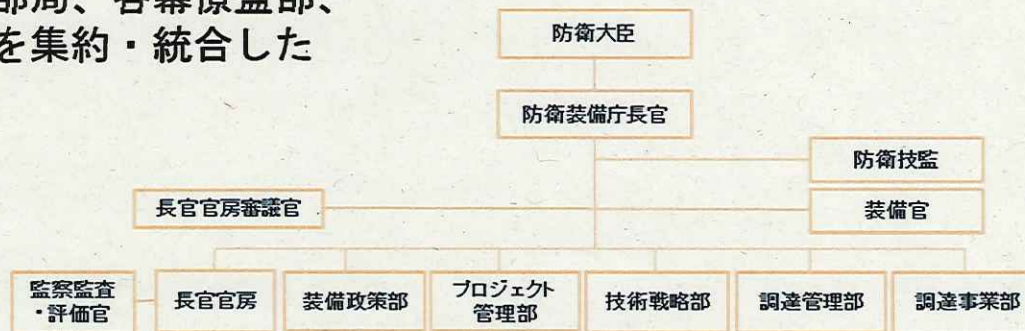 部局、各幕僚監部、
を集約・統合した
防衛大臣
防衛装備庁長官
防衛技監
長官官房審議官
装備官
監察監査
・評価官
長官官房
装備政策部
プロジェクト
管理部
技術戦略部
調達管理部
調達事業部